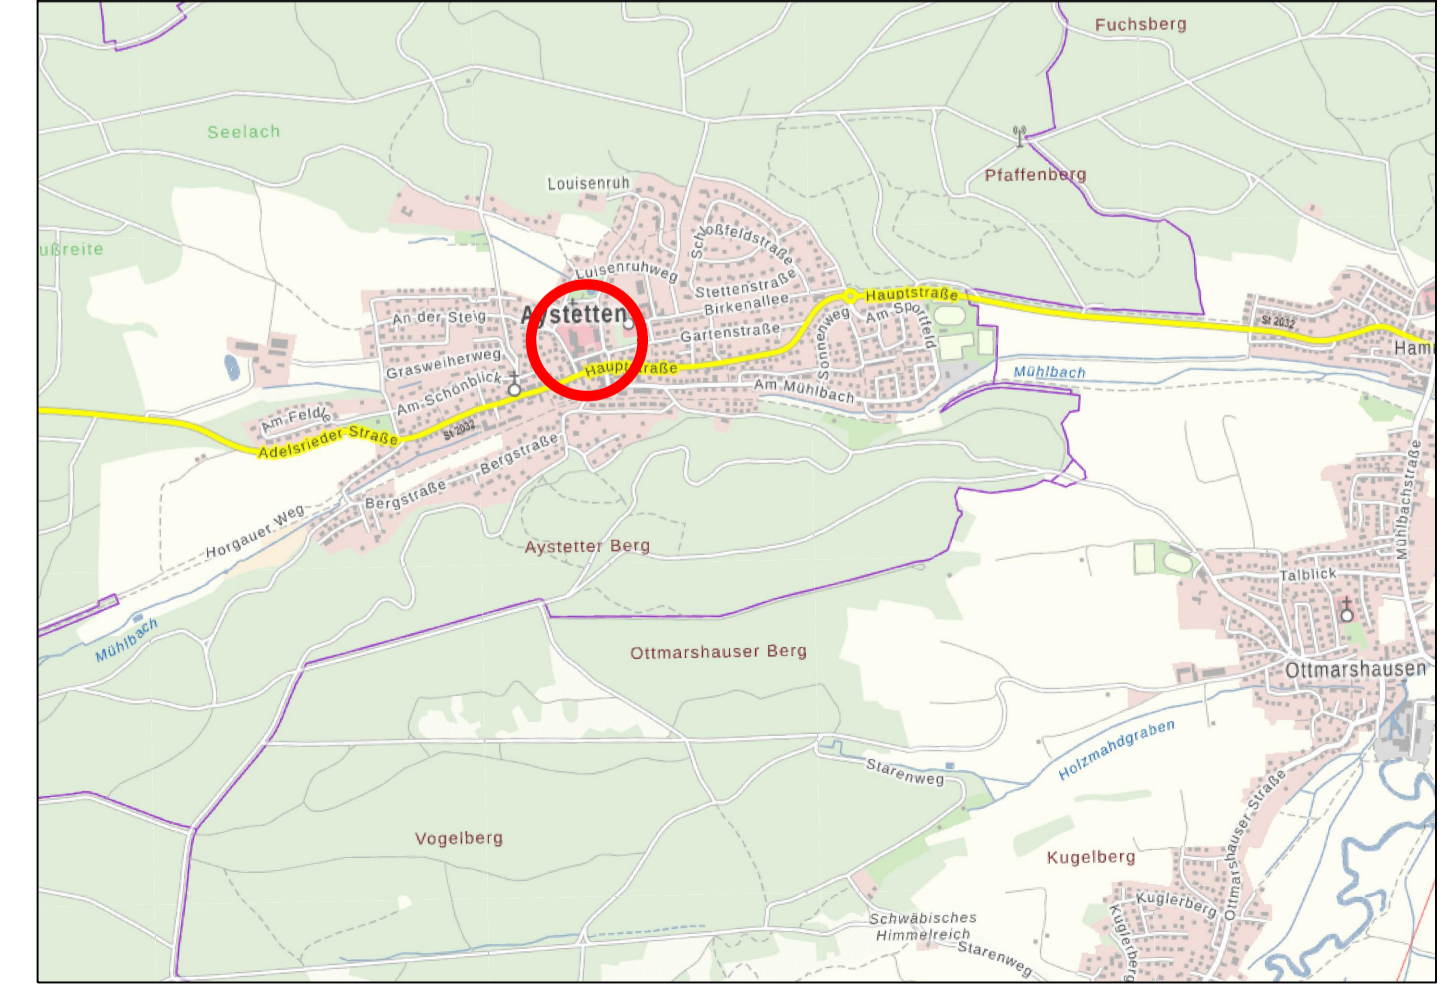 Fuchsberg
Seelach
Pfaffenberg
Louisenruh
ußreite
Schloßfeldstraße
Luisenruhweg
Stettenstraße
Birkenallee
Hauptstraße
Aystetten
An der Steig
Gartenstraße
Sonnenweg
Am Sportfeld
St 2032
Ham
Grasweiherweg
Hauptstraße
Mühlbach
Am Schönblick
Am Mühlbach
Am Feldle
St 2032
Adelsrieder Straße
Bergstraße
Bergstraße
Mühlbachstraße
Horgauer Weg
Aystetter Berg
Talblick
Mühlbach
Ottmarshauser Berg
Ottmarshausen
Holzmahdgraben
Starenweg
Ottmarshauser Straße
Vogelberg
Kugelberg
Kuglerberg
Kuglerberg
Schwäbisches
Himmelreich
Starenweg